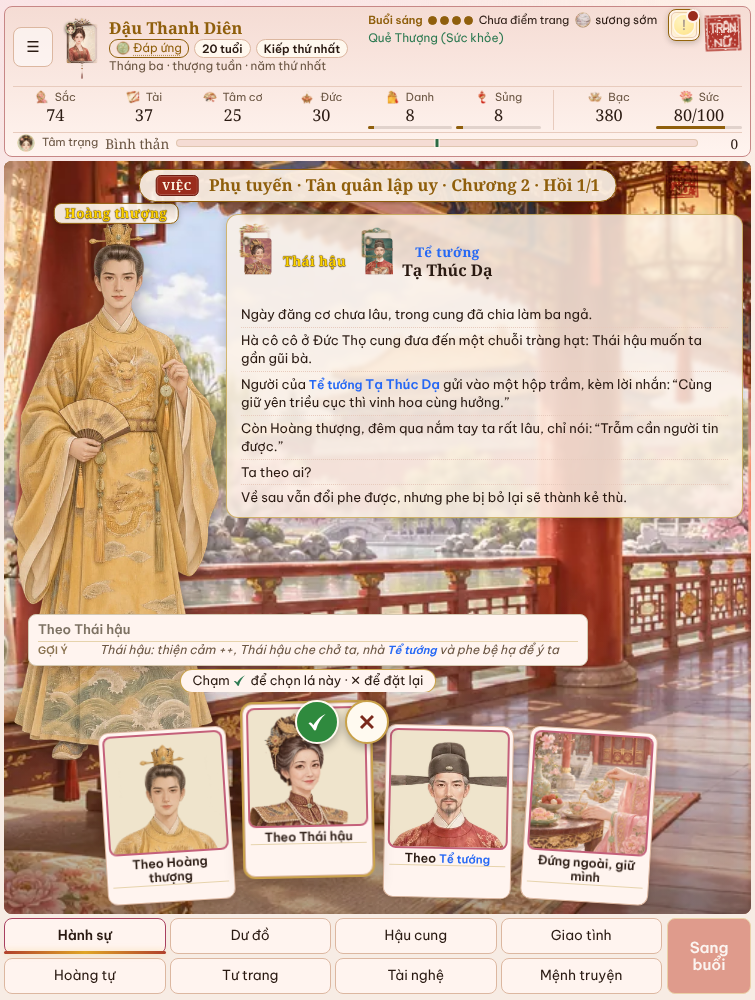 ☰
Đậu Thanh Diên
Đáp ứng
20 tuổi
Kiếp thứ nhất
Tháng ba · thượng tuần · năm thứ nhất
Buổi sáng
Chưa điểm trang
sương sớm
Quẻ Thượng (Sức khỏe)
!
TRÂN NỮ
Sắc
74
Tài
37
Tâm cơ
25
Đức
30
Danh
8
Sủng
8
Bạc
380
Sức
80/100
Tâm trạng
Bình thản
0
VIỆC
Phụ tuyến · Tân quân lập uy · Chương 2 · Hồi 1/1
Hoàng thượng
Thái hậu
Tể tướng
Tạ Thúc Dạ
Ngày đăng cơ chưa lâu, trong cung đã chia làm ba ngả.
Hà cô cô ở Đức Thọ cung đưa đến một chuỗi tràng hạt: Thái hậu muốn ta
gần gũi bà.
Người của Tể tướng Tạ Thúc Dạ gửi vào một hộp trầm, kèm lời nhắn: “Cùng
giữ yên triều cục thì vinh hoa cùng hưởng.”
Còn Hoàng thượng, đêm qua nắm tay ta rất lâu, chỉ nói: “Trẫm cần người tin
được.”
Ta theo ai?
Về sau vẫn đổi phe được, nhưng phe bị bỏ lại sẽ thành kẻ thù.
Theo Thái hậu
GỢI Ý
Thái hậu: thiện cảm ++, Thái hậu che chở ta, nhà Tể tướng và phe bệ hạ để ý ta
Chạm ✓ để chọn lá này · ✕ để đặt lại
Theo Hoàng
thượng
Theo Thái hậu
Theo Tể tướng
Đứng ngoài, giữ
mình
Hành sự
Dư đồ
Hậu cung
Giao tình
Sang
buổi
Hoàng tự
Tư trang
Tài nghệ
Mệnh truyện